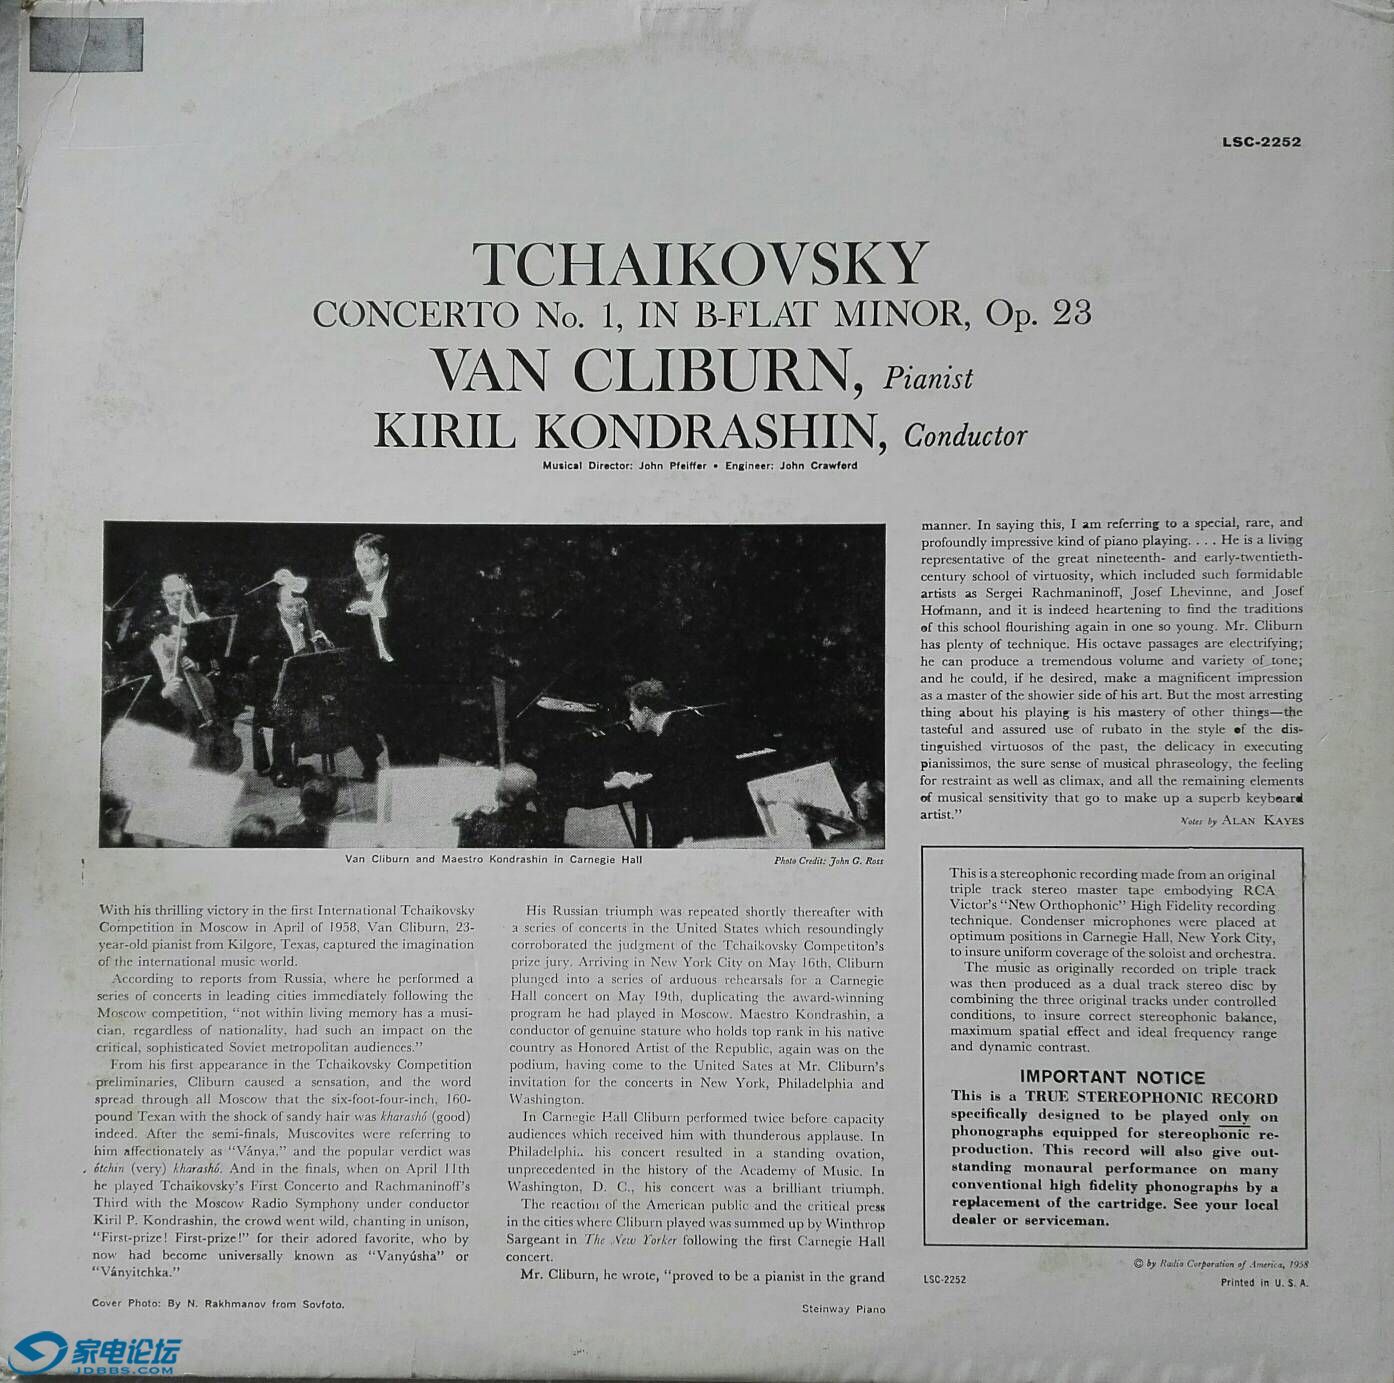 LSC-2252
TCHAIKOVSKY
CONCERTO No. 1, IN B-FLAT MINOR, Op. 23
VAN CLIBURN, Pianist
KIRIL KONDRASHIN, Conductor
Musical Director: John Pfeiffer • Engineer: John Crawford
Van Cliburn and Maestro Kondrashin in Carnegie Hall
Photo Credit: John G. Ross
With his thrilling victory in the first International Tchaikovsky
Competition in Moscow in April of 1958, Van Cliburn, 23-
year-old pianist from Kilgore, Texas, captured the imagination
of the international music world.
According to reports from Russia, where he performed a
series of concerts in leading cities immediately following the
Moscow competition, "not within living memory has a musi-
cian, regardless of nationality, had such an impact on the
critical, sophisticated Soviet metropolitan audiences."
From his first appearance in the Tchaikovsky Competition
preliminaries, Cliburn caused a sensation, and the word
spread through all Moscow that the six-foot-four-inch, 160-
pound Texan with the shock of sandy hair was kharashó (good)
indeed. After the semi-finals, Muscovites were referring to
him affectionately as "Ványa," and the popular verdict was
ótchin (very) kharashó. And in the finals, when on April 11th
he played Tchaikovsky's First Concerto and Rachmaninoff's
Third with the Moscow Radio Symphony under conductor
Kiril P. Kondrashin, the crowd went wild, chanting in unison,
"First-prize! First-prize!" for their adored favorite, who by
now had become universally known as "Vanyúsha" or
"Ványitchka."
Cover Photo: By N. Rakhmanov from Sovfoto.
His Russian triumph was repeated shortly thereafter with
a series of concerts in the United States which resoundingly
corroborated the judgment of the Tchaikovsky Competiton's
prize jury. Arriving in New York City on May 16th, Cliburn
plunged into a series of arduous rehearsals for a Carnegie
Hall concert on May 19th, duplicating the award-winning
program he had played in Moscow. Maestro Kondrashin, a
conductor of genuine stature who holds top rank in his native
country as Honored Artist of the Republic, again was on the
podium, having come to the United Sates at Mr. Cliburn's
invitation for the concerts in New York, Philadelphia and
Washington.
In Carnegie Hall Cliburn performed twice before capacity
audiences which received him with thunderous applause. In
Philadelphia his concert resulted in a standing ovation,
unprecedented in the history of the Academy of Music. In
Washington, D. C., his concert was a brilliant triumph.
The reaction of the American public and the critical press
in the cities where Cliburn played was summed up by Winthrop
Sargeant in The New Yorker following the first Carnegie Hall
concert.
Mr. Cliburn, he wrote, "proved to be a pianist in the grand
Steinway Piano
manner. In saying this, I am referring to a special, rare, and
profoundly impressive kind of piano playing. . . . He is a living
representative of the great nineteenth- and early-twentieth-
century school of virtuosity, which included such formidable
artists as Sergei Rachmaninoff, Josef Lhevinne, and Josef
Hofmann, and it is indeed heartening to find the traditions
of this school flourishing again in one so young. Mr. Cliburn
has plenty of technique. His octave passages are electrifying;
he can produce a tremendous volume and variety of tone;
and he could, if he desired, make a magnificent impression
as a master of the showier side of his art. But the most arresting
thing about his playing is his mastery of other things—the
tasteful and assured use of rubato in the style of the dis-
tinguished virtuosos of the past, the delicacy in executing
pianissimos, the sure sense of musical phraseology, the feeling
for restraint as well as climax, and all the remaining elements
of musical sensitivity that go to make up a superb keyboard
artist."
Notes by ALAN KAYES
This is a stereophonic recording made from an original
triple track stereo master tape embodying RCA
Victor's "New Orthophonic" High Fidelity recording
technique. Condenser microphones were placed at
optimum positions in Carnegie Hall, New York City,
to insure uniform coverage of the soloist and orchestra.
The music as originally recorded on triple track
was then produced as a dual track stereo disc by
combining the three original tracks under controlled
conditions, to insure correct stereophonic balance,
maximum spatial effect and ideal frequency range
and dynamic contrast.
IMPORTANT NOTICE
This is a TRUE STEREOPHONIC RECORD
specifically designed to be played only on
phonographs equipped for stereophonic re-
production. This record will also give out-
standing monaural performance on many
conventional high fidelity phonographs by a
replacement of the cartridge. See your local
dealer or serviceman.
© by Radio Corporation of America, 1958
LSC-2252
Printed in U. S. A.
家电论坛
JDBBS.COM